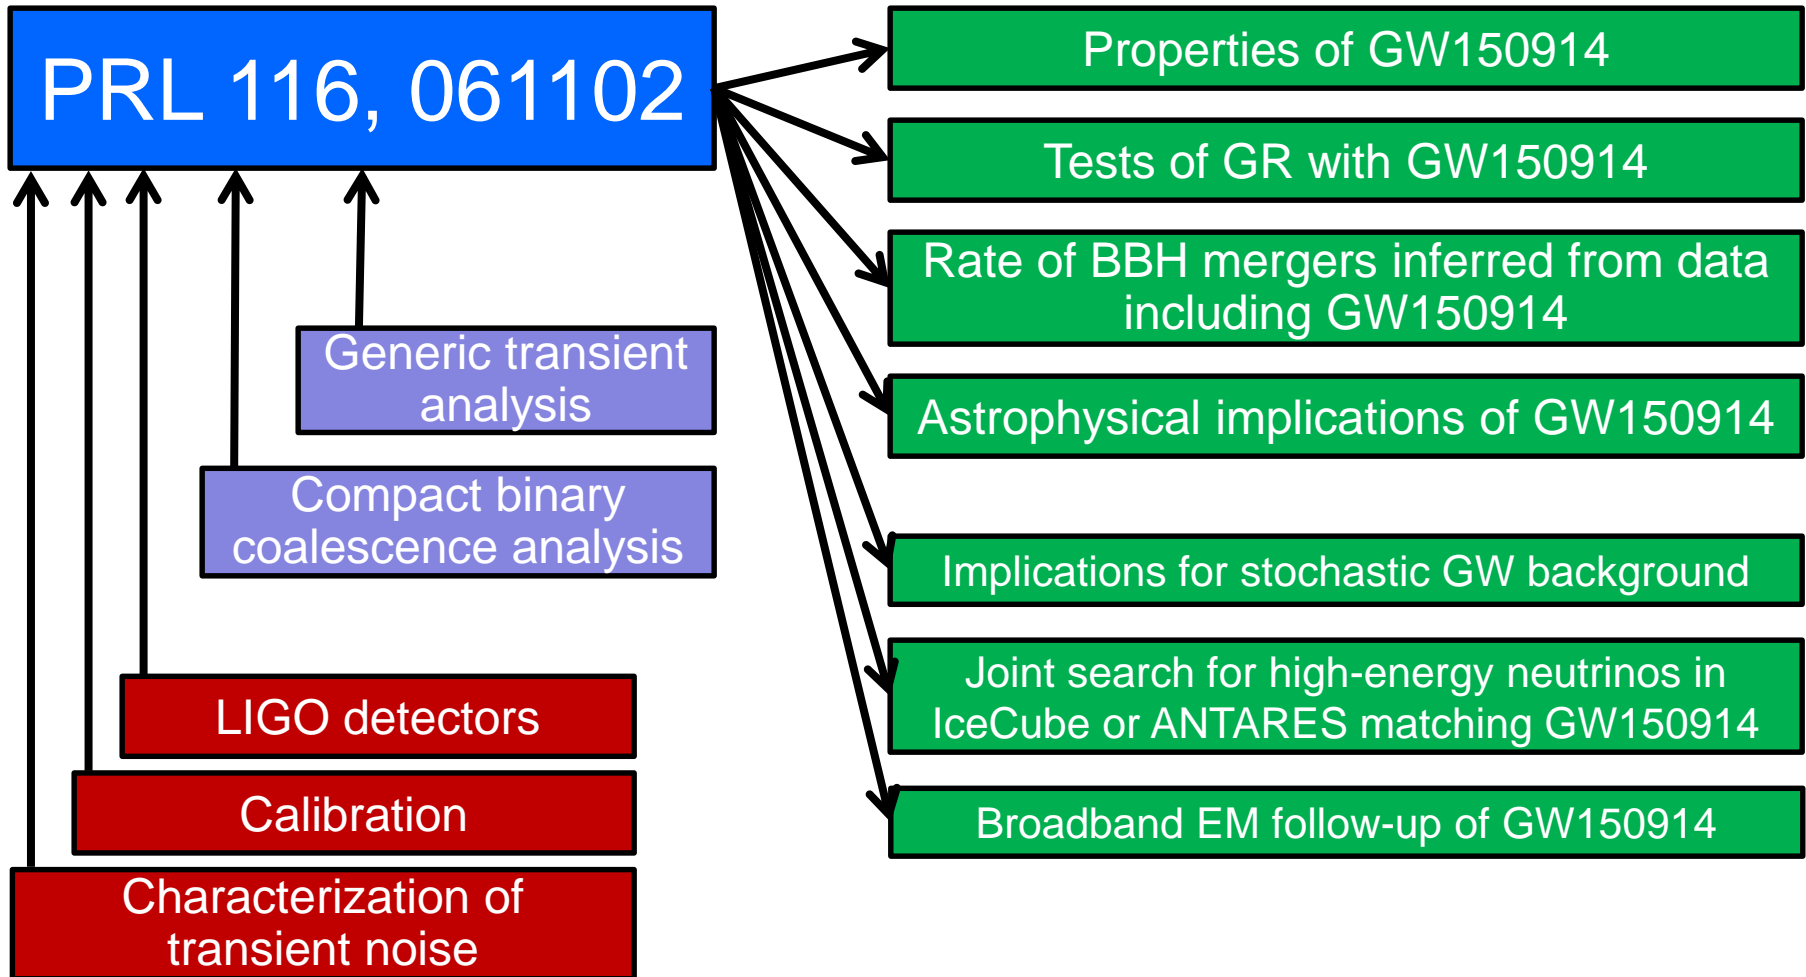 PRL 116, 061102
Generic transient
analysis
Compact binary
coalescence analysis
LIGO detectors
Calibration
Characterization of
transient noise
Properties of GW150914
Tests of GR with GW150914
Rate of BBH mergers inferred from data
including GW150914
Astrophysical implications of GW150914
Implications for stochastic GW background
Joint search for high-energy neutrinos in
IceCube or ANTARES matching GW150914
Broadband EM follow-up of GW150914